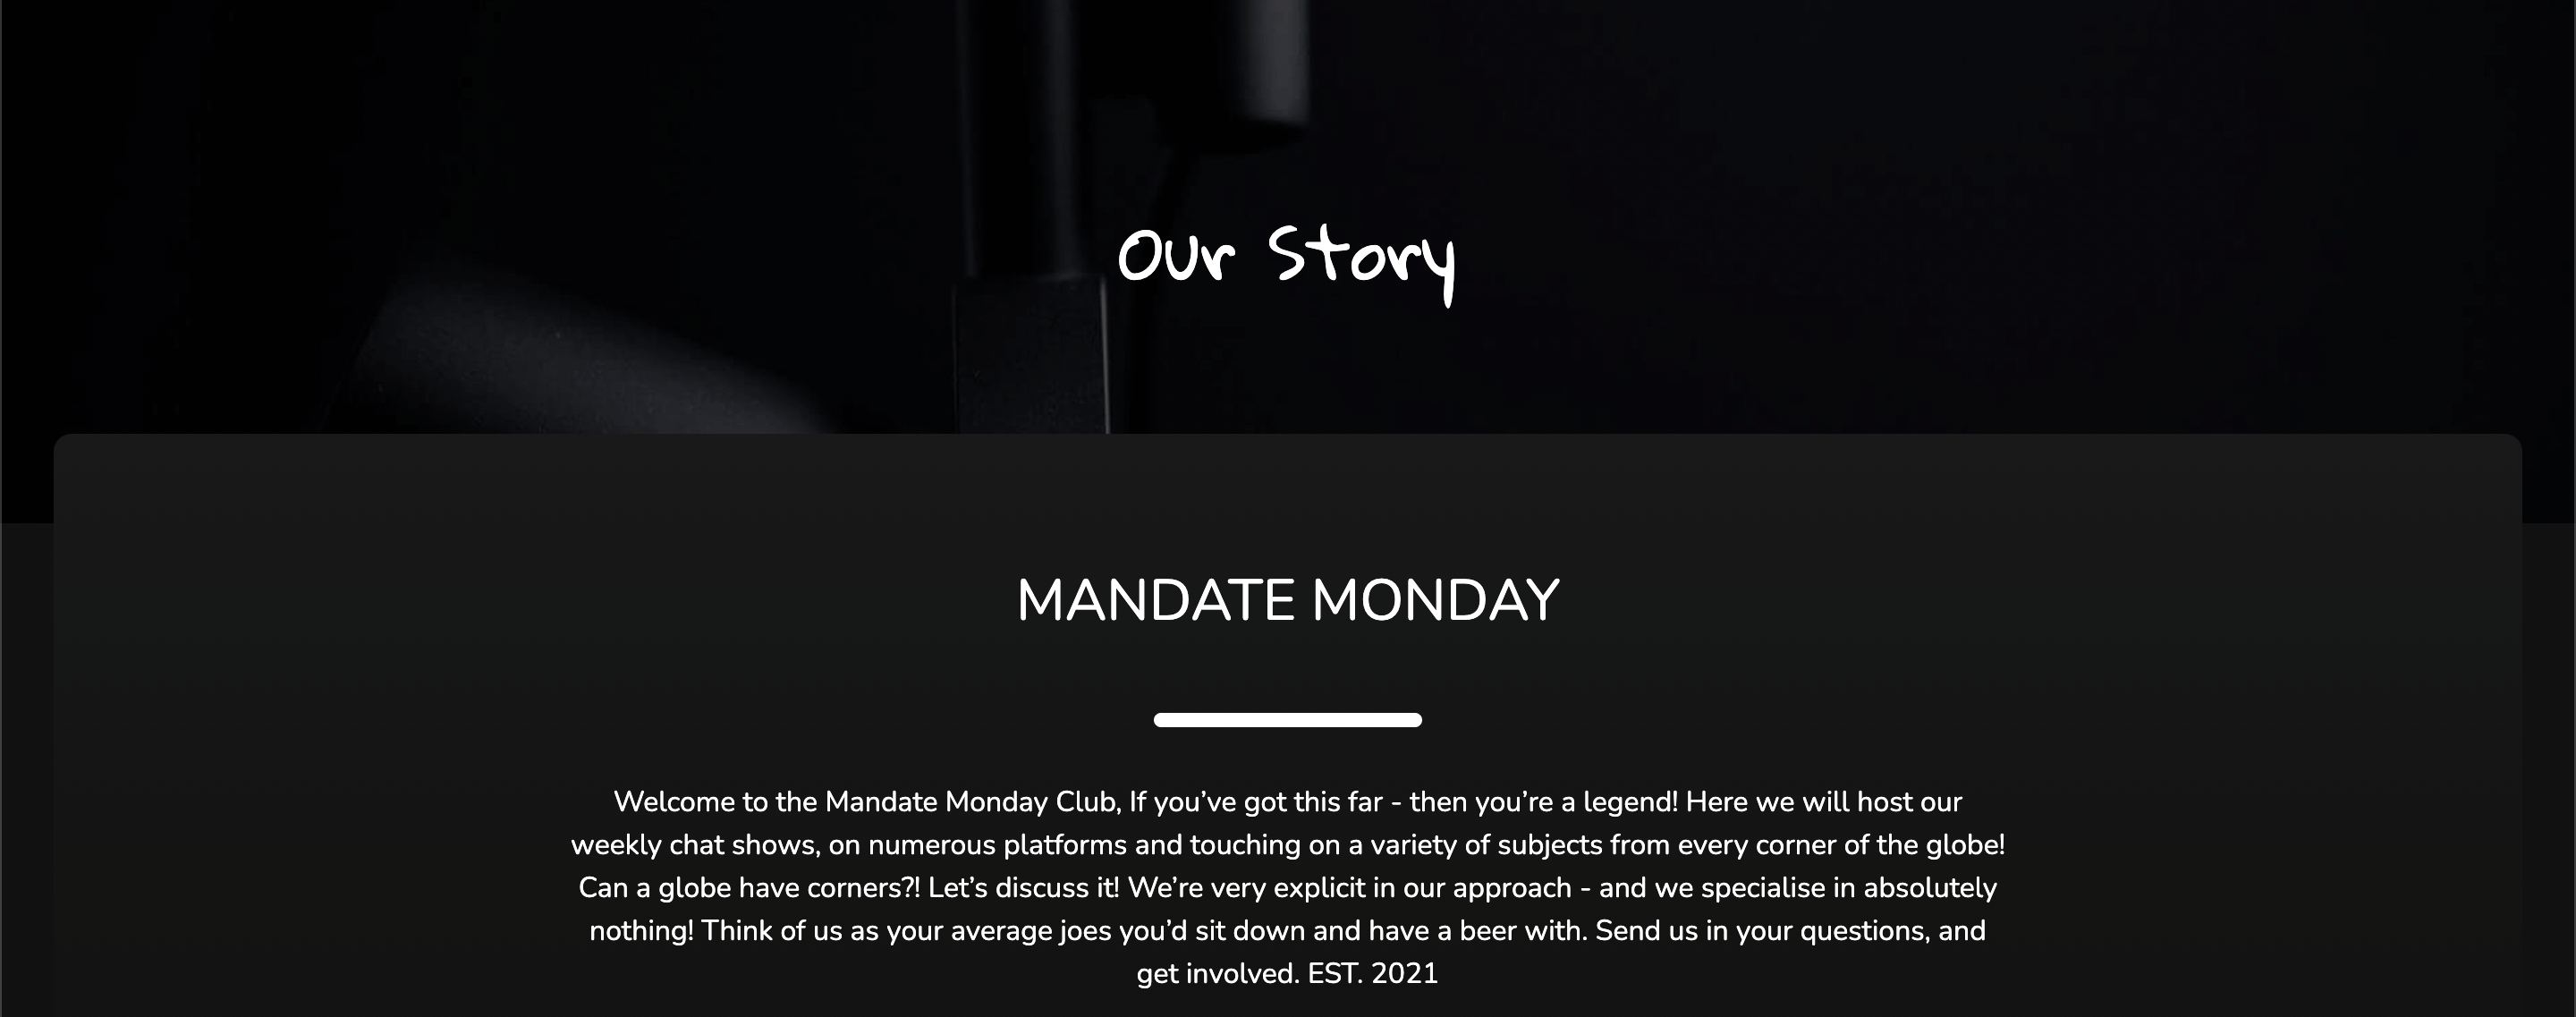 Our Story
MANDATE MONDAY
Welcome to the Mandate Monday Club, If you’ve got this far - then you’re a legend! Here we will host our
weekly chat shows, on numerous platforms and touching on a variety of subjects from every corner of the globe!
Can a globe have corners?! Let’s discuss it! We’re very explicit in our approach - and we specialise in absolutely
nothing! Think of us as your average joes you’d sit down and have a beer with. Send us in your questions, and
get involved. EST. 2021